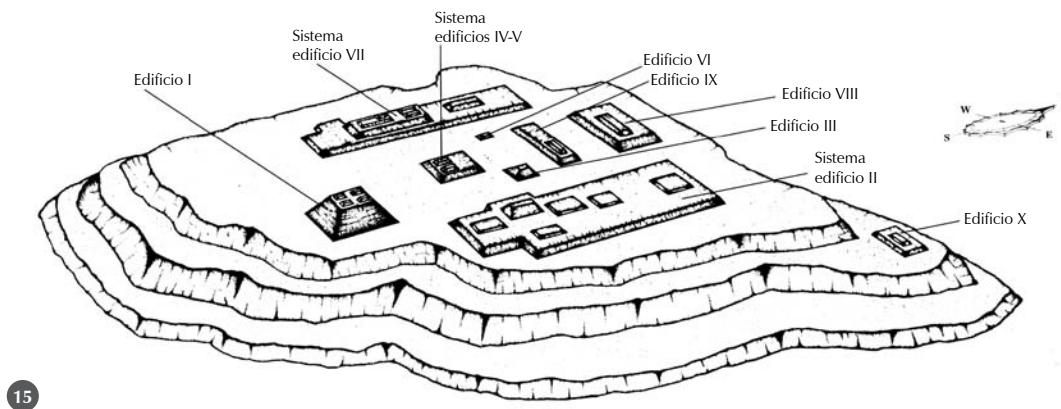 Sistema
edificios IV-V
Sistema
edificio VII
Edificio I
Edificio VI
Edificio IX
Edificio VIII
Edificio III
Sistema
edificio II
Edificio X
W
S
E
15